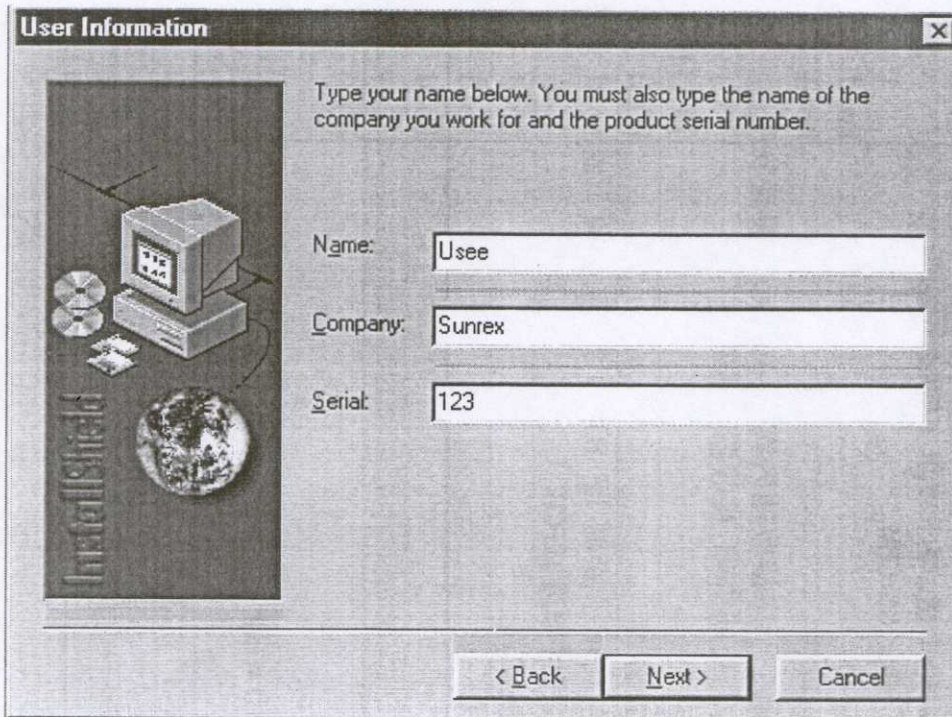 User Information
Type your name below. You must also type the name of the
company you work for and the product serial number.
Name: Usee
Company: Sunrex
Serial: 123
InstallShield
< Back Next > Cancel